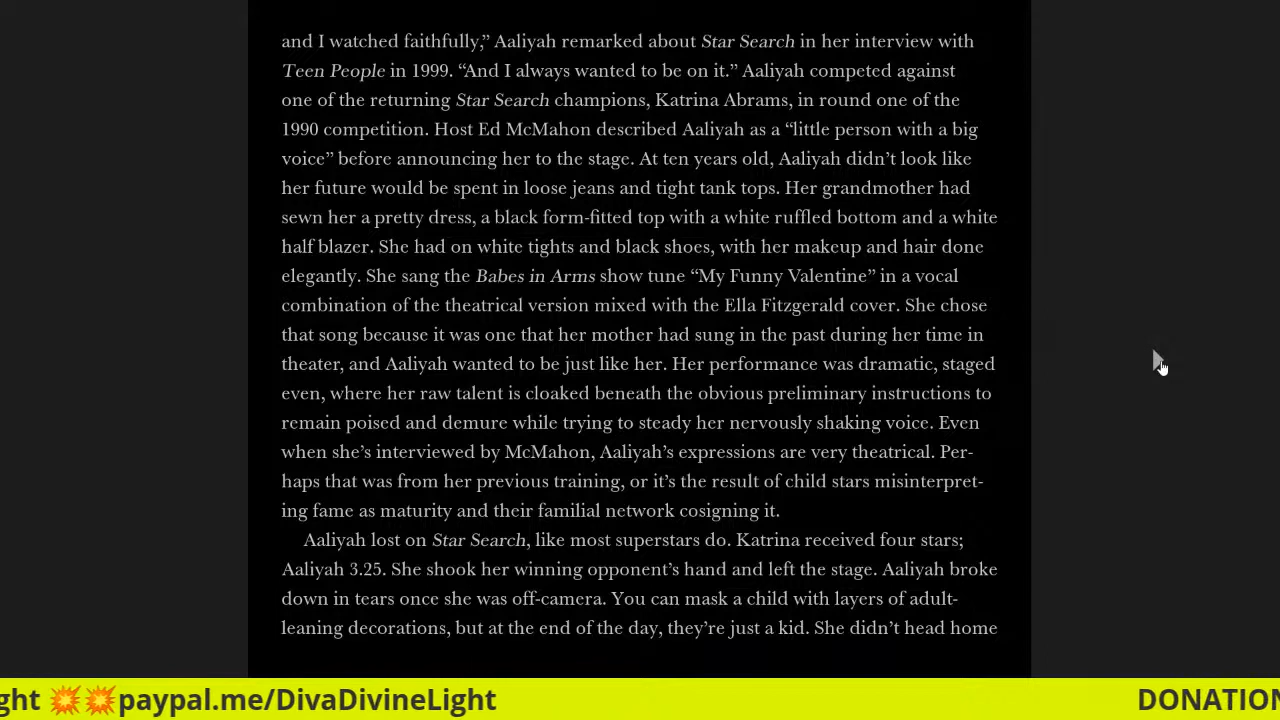 and I watched faithfully,” Aaliyah remarked about Star Search in her interview with
Teen People in 1999. “And I always wanted to be on it.” Aaliyah competed against
one of the returning Star Search champions, Katrina Abrams, in round one of the
1990 competition. Host Ed McMahon described Aaliyah as a “little person with a big
voice” before announcing her to the stage. At ten years old, Aaliyah didn’t look like
her future would be spent in loose jeans and tight tank tops. Her grandmother had
sewn her a pretty dress, a black form-fitted top with a white ruffled bottom and a white
half blazer. She had on white tights and black shoes, with her makeup and hair done
elegantly. She sang the Babes in Arms show tune “My Funny Valentine” in a vocal
combination of the theatrical version mixed with the Ella Fitzgerald cover. She chose
that song because it was one that her mother had sung in the past during her time in
theater, and Aaliyah wanted to be just like her. Her performance was dramatic, staged
even, where her raw talent is cloaked beneath the obvious preliminary instructions to
remain poised and demure while trying to steady her nervously shaking voice. Even
when she’s interviewed by McMahon, Aaliyah’s expressions are very theatrical. Per-
haps that was from her previous training, or it’s the result of child stars misinterpret-
ing fame as maturity and their familial network cosigning it.
Aaliyah lost on Star Search, like most superstars do. Katrina received four stars;
Aaliyah 3.25. She shook her winning opponent’s hand and left the stage. Aaliyah broke
down in tears once she was off-camera. You can mask a child with layers of adult-
leaning decorations, but at the end of the day, they’re just a kid. She didn’t head home
ght 💥💥paypal.me/DivaDivineLight DONATION